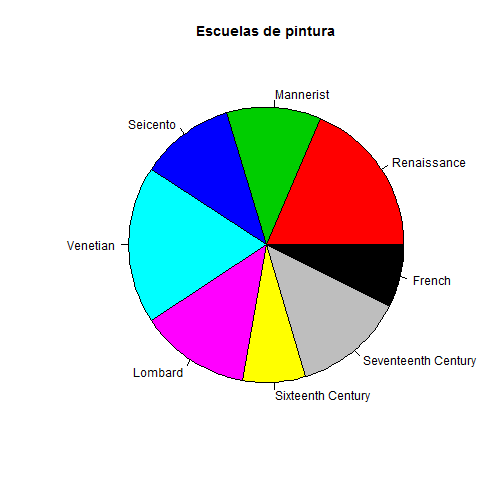 Escuelas de pintura
Mannerist
Seicento
Renaissance
Venetian
French
Lombard
Seventeenth Century
Sixteenth Century